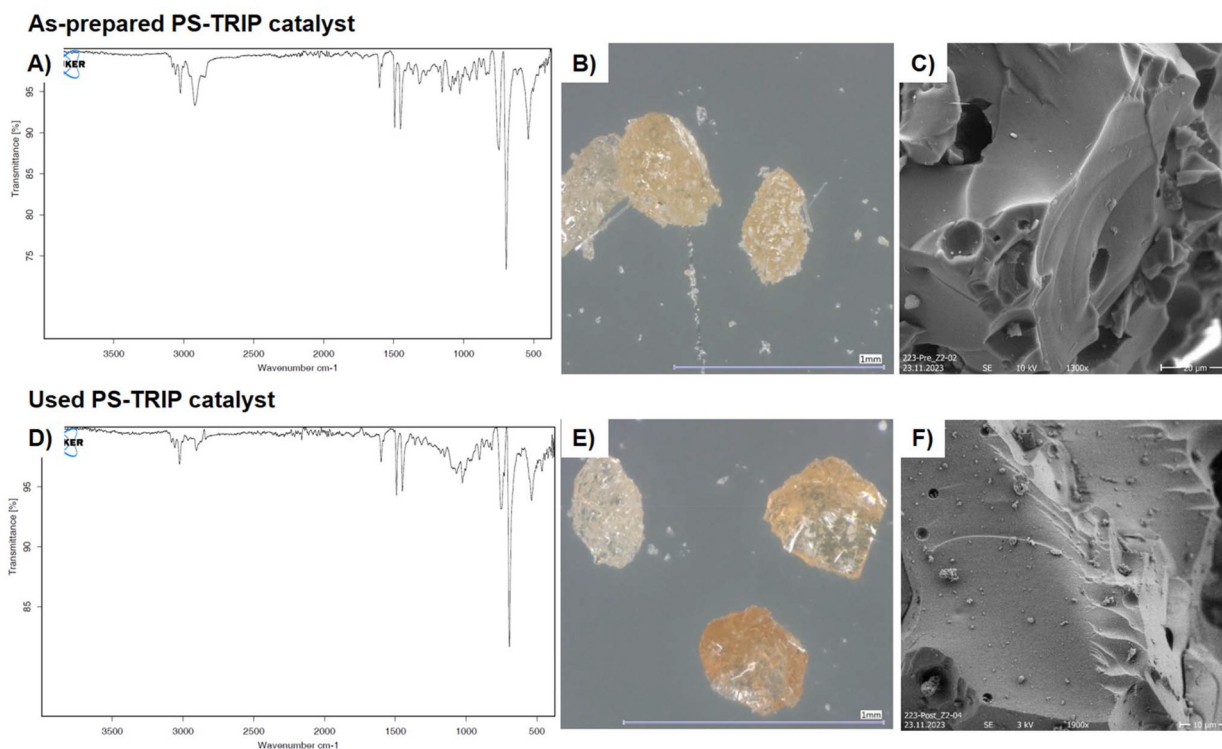 As-prepared PS-TRIP catalyst
A)
KER
Transmittance [%]
95
90
85
80
75
3500
3000
2500
2000
1500
1000
500
Wavenumber cm-1
B)
1mm
C)
223-Pre_Z2-02
23.11.2023 SE 10 kV 1300x 20 µm
Used PS-TRIP catalyst
D)
KER
Transmittance [%]
95
90
85
3500
3000
2500
2000
1500
1000
500
Wavenumber cm-1
E)
1mm
F)
223-Post_Z2-04
23.11.2023 SE 3 kV 1900x 10 µm